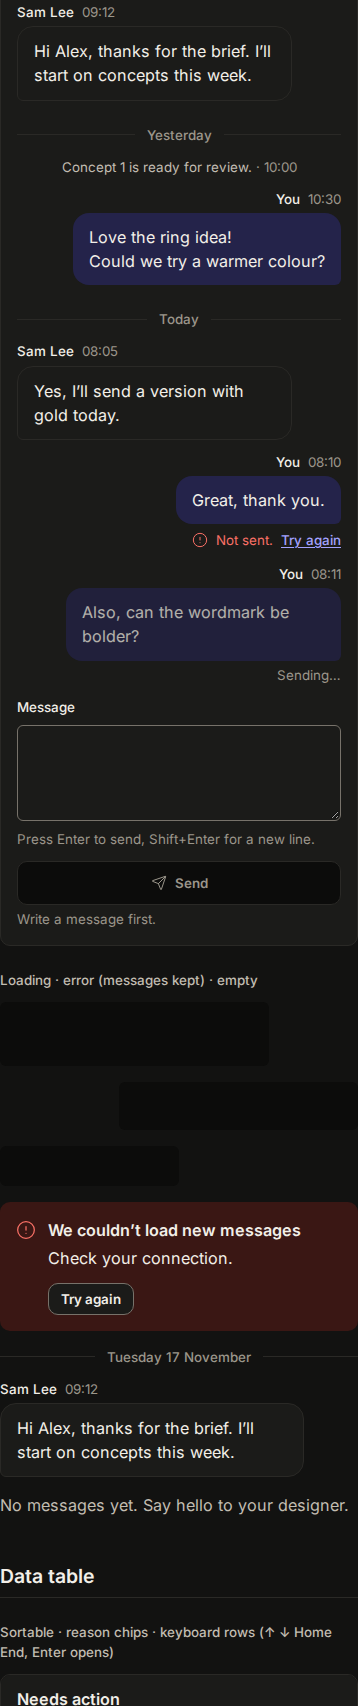 Sam Lee 09:12
Hi Alex, thanks for the brief. I’ll
start on concepts this week.
Yesterday
Concept 1 is ready for review. · 10:00
You 10:30
Love the ring idea!
Could we try a warmer colour?
Today
Sam Lee 08:05
Yes, I’ll send a version with
gold today.
You 08:10
Great, thank you.
Not sent. Try again
You 08:11
Also, can the wordmark be
bolder?
Sending…
Message
Press Enter to send, Shift+Enter for a new line.
Send
Write a message first.
Loading · error (messages kept) · empty
We couldn’t load new messages
Check your connection.
Try again
Tuesday 17 November
Sam Lee 09:12
Hi Alex, thanks for the brief. I’ll
start on concepts this week.
No messages yet. Say hello to your designer.
Data table
Sortable · reason chips · keyboard rows (↑ ↓ Home
End, Enter opens)
Needs action